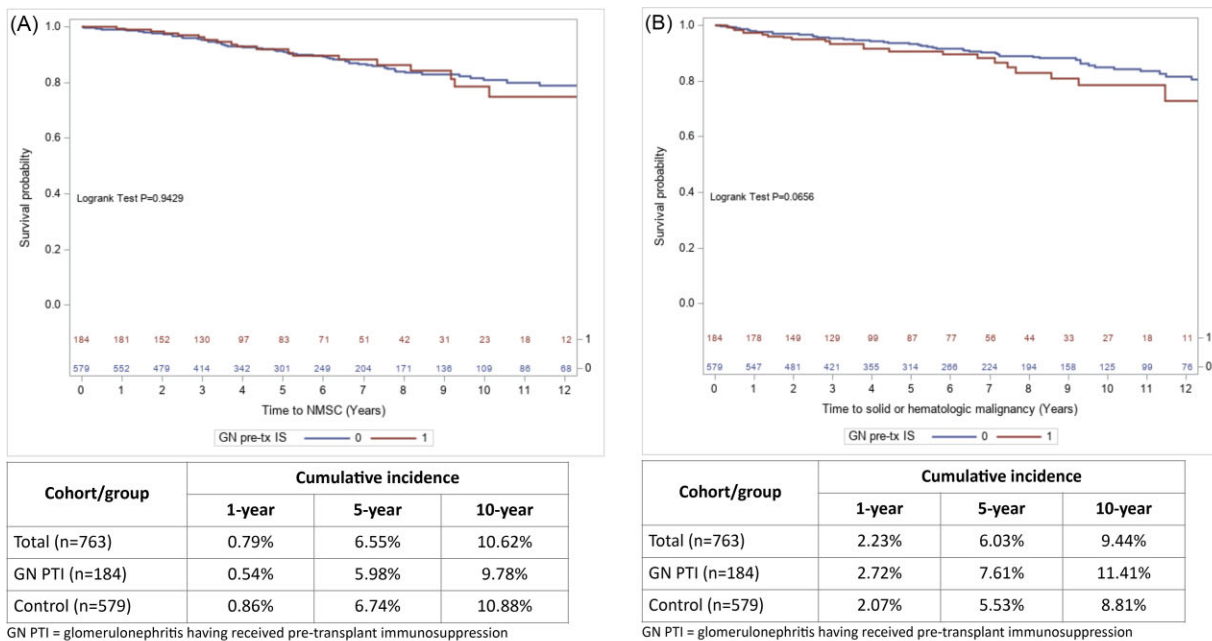 (A)
1.0
0.8
0.6
0.4
0.2
0.0
Survival probabilty
Logrank Test P=0.9429
184 181 152 130 97 83 71 51 42 31 23 18 12 1
579 552 479 414 342 301 249 204 171 136 109 86 68 0
0 1 2 3 4 5 6 7 8 9 10 11 12
Time to NMSC (Years)
GN pre-tx IS 0 1
Cohort/group
Cumulative incidence
1-year 5-year 10-year
Total (n=763) 0.79% 6.55% 10.62%
GN PTI (n=184) 0.54% 5.98% 9.78%
Control (n=579) 0.86% 6.74% 10.88%
GN PTI = glomerulonephritis having received pre-transplant immunosuppression
(B)
1.0
0.8
0.6
0.4
0.2
0.0
Survival probabilty
Logrank Test P=0.0656
184 178 149 129 99 87 77 56 44 33 27 18 11 1
579 547 481 421 355 314 266 224 194 158 125 99 76 0
0 1 2 3 4 5 6 7 8 9 10 11 12
Time to solid or hematologic malignancy (Years)
GN pre-tx IS 0 1
Cohort/group
Cumulative incidence
1-year 5-year 10-year
Total (n=763) 2.23% 6.03% 9.44%
GN PTI (n=184) 2.72% 7.61% 11.41%
Control (n=579) 2.07% 5.53% 8.81%
GN PTI = glomerulonephritis having received pre-transplant immunosuppression